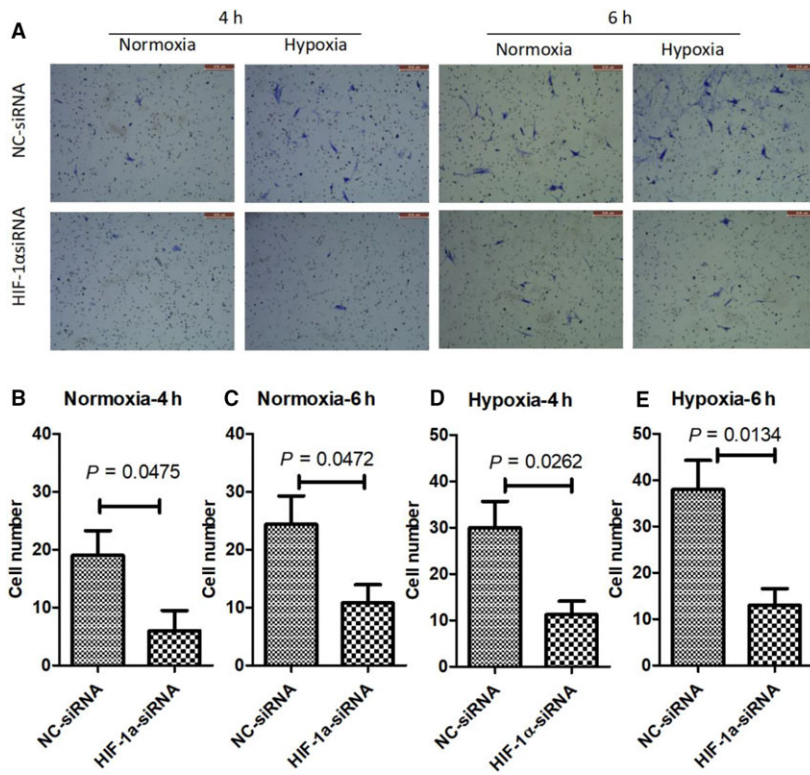 A
4 h
6 h
Normoxia
Hypoxia
Normoxia
Hypoxia
NC-siRNA
HIF-1αsiRNA
B
Normoxia-4 h
40
30
20
10
0
Cell number
P = 0.0475
NC-siRNA
HIF-1a-siRNA
C
Normoxia-6 h
40
30
20
10
0
Cell number
P = 0.0472
NC-siRNA
HIF-1a-siRNA
D
Hypoxia-4 h
50
40
30
20
10
0
Cell number
P = 0.0262
NC-siRNA
HIF-1α-siRNA
E
Hypoxia-6 h
50
40
30
20
10
0
Cell number
P = 0.0134
NC-siRNA
HIF-1a-siRNA